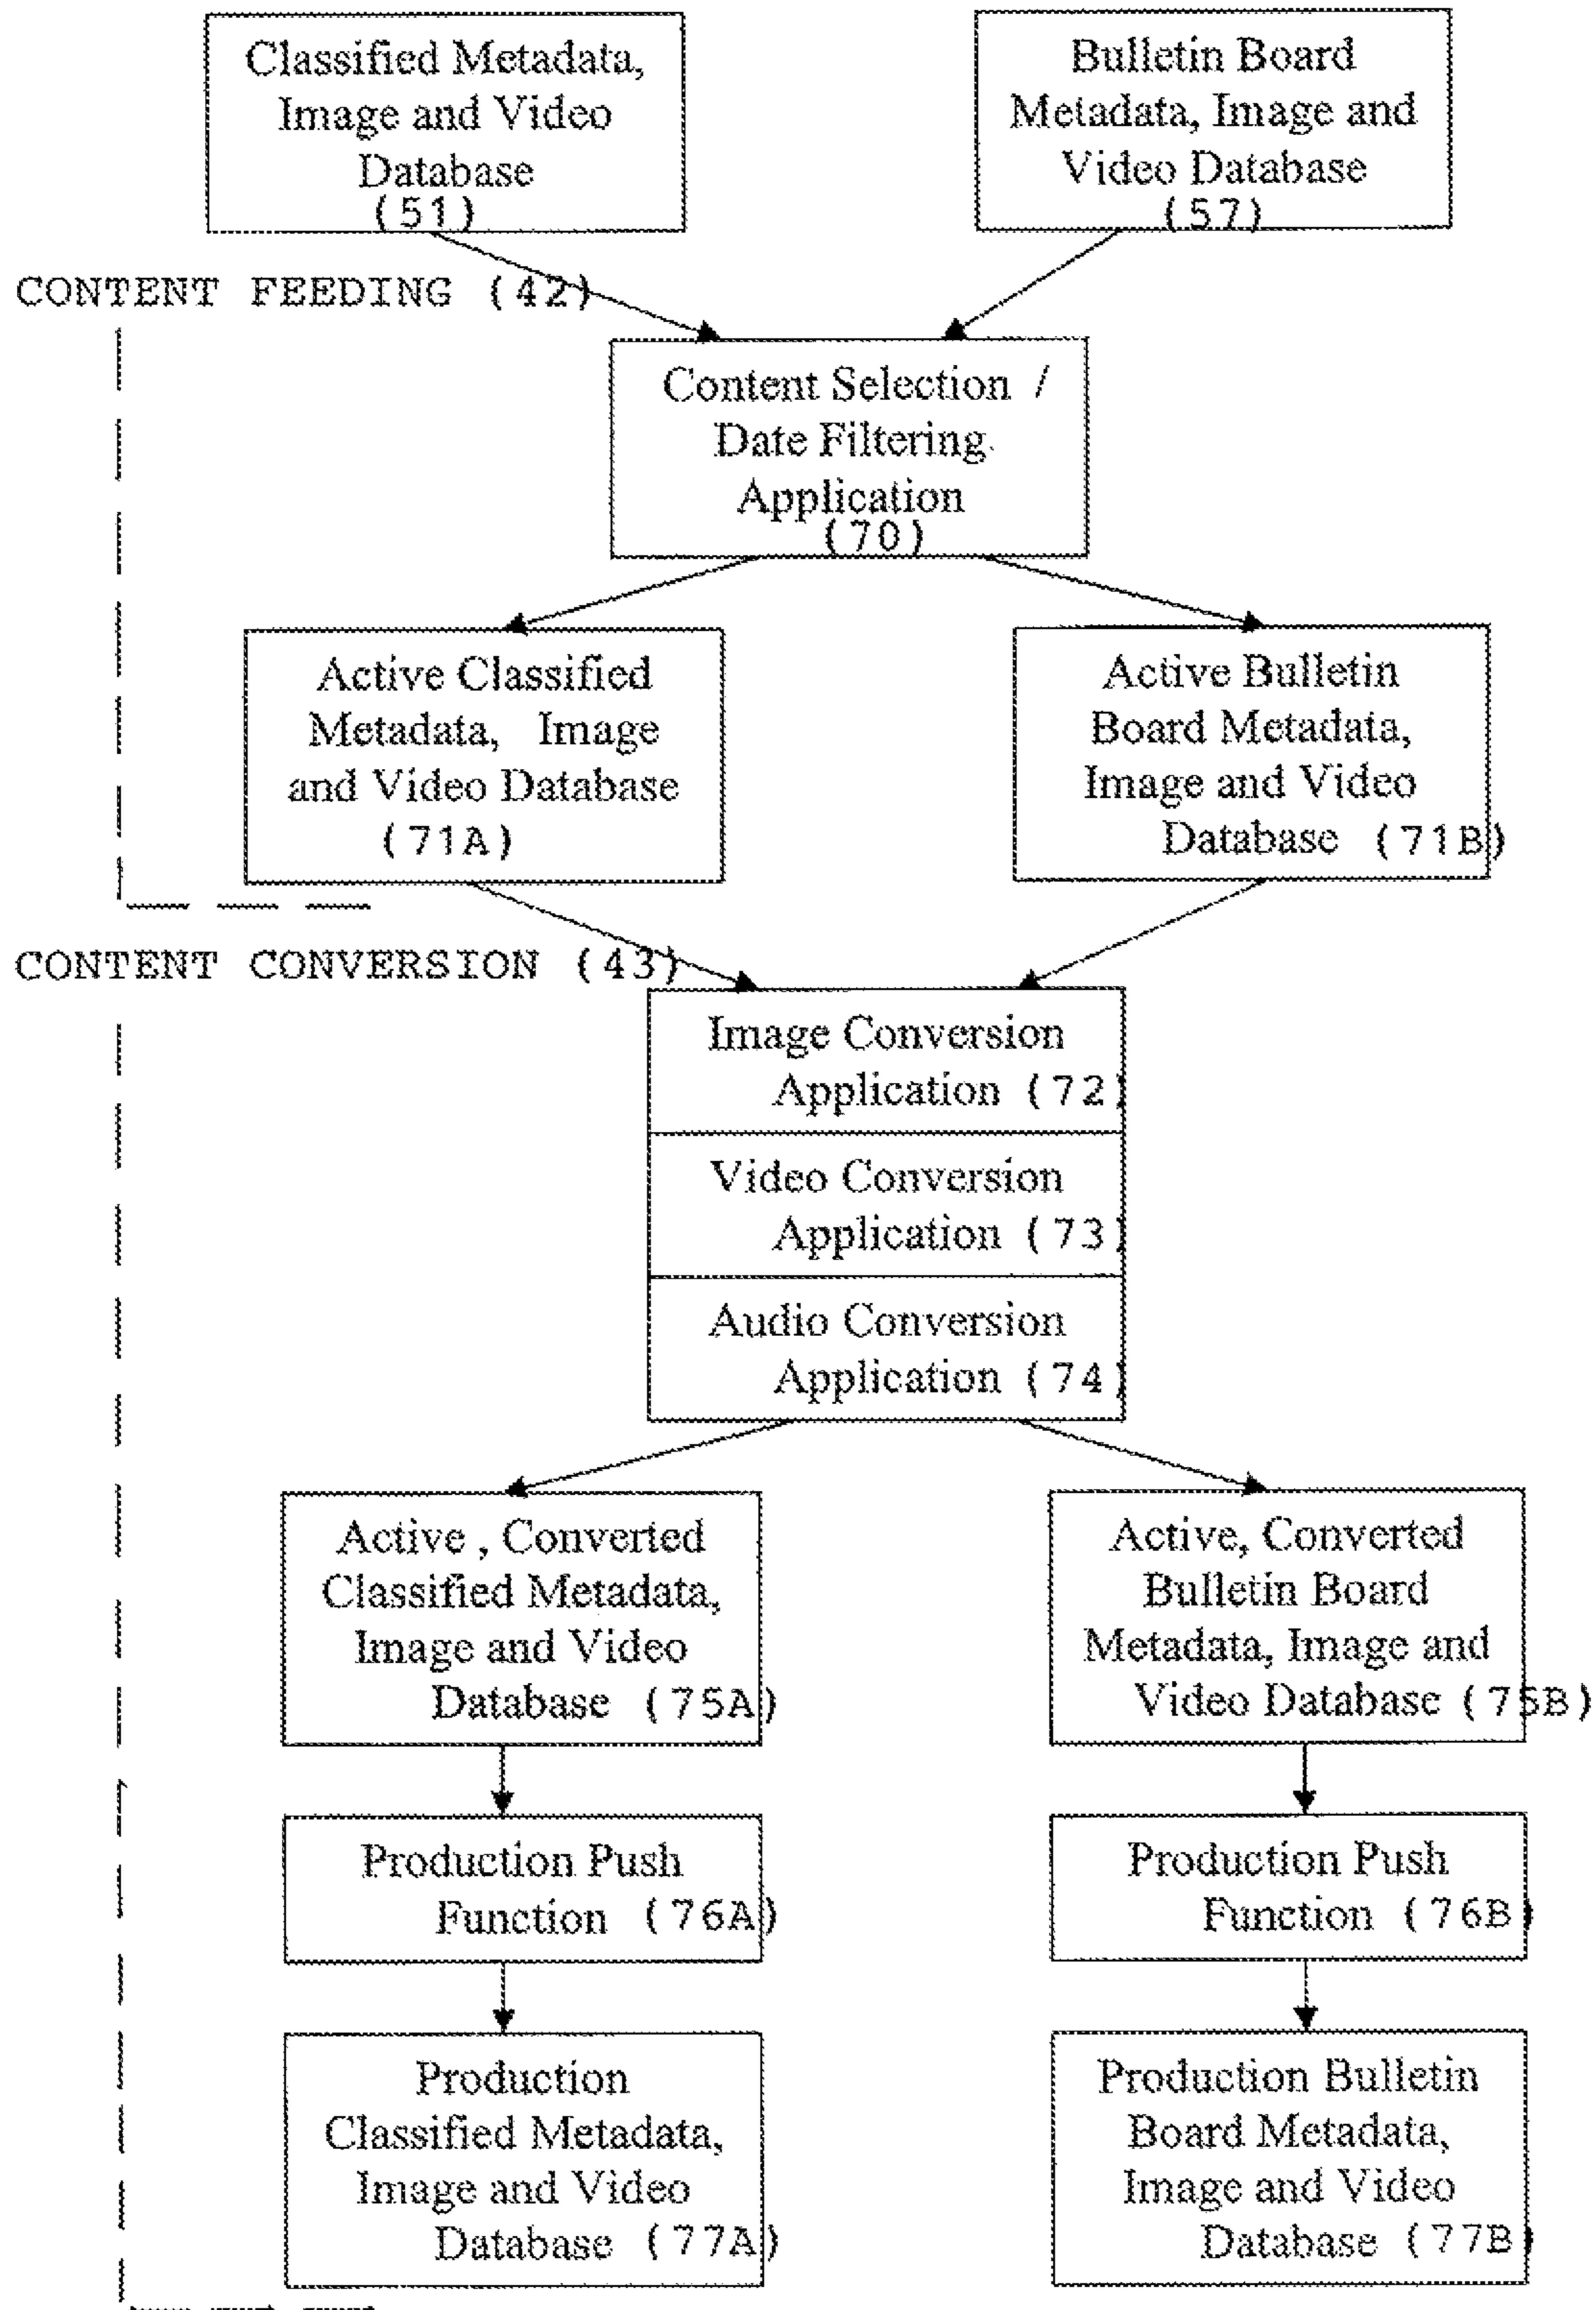 Classified Metadata,
Image and Video
Database
(51)
Bulletin Board
Metadata, Image and
Video Database
(57)
CONTENT FEEDING (42)
Content Selection /
Date Filtering
Application
(70)
Active Classified
Metadata, Image
and Video Database
(71A)
Active Bulletin
Board Metadata,
Image and Video
Database (71B)
CONTENT CONVERSION (43)
Image Conversion
Application (72)
Video Conversion
Application (73)
Audio Conversion
Application (74)
Active , Converted
Classified Metadata,
Image and Video
Database (75A)
Active, Converted
Bulletin Board
Metadata, Image and
Video Database (75B)
Production Push
Function (76A)
Production Push
Function (76B)
Production
Classified Metadata,
Image and Video
Database (77A)
Production Bulletin
Board Metadata,
Image and Video
Database (77B)